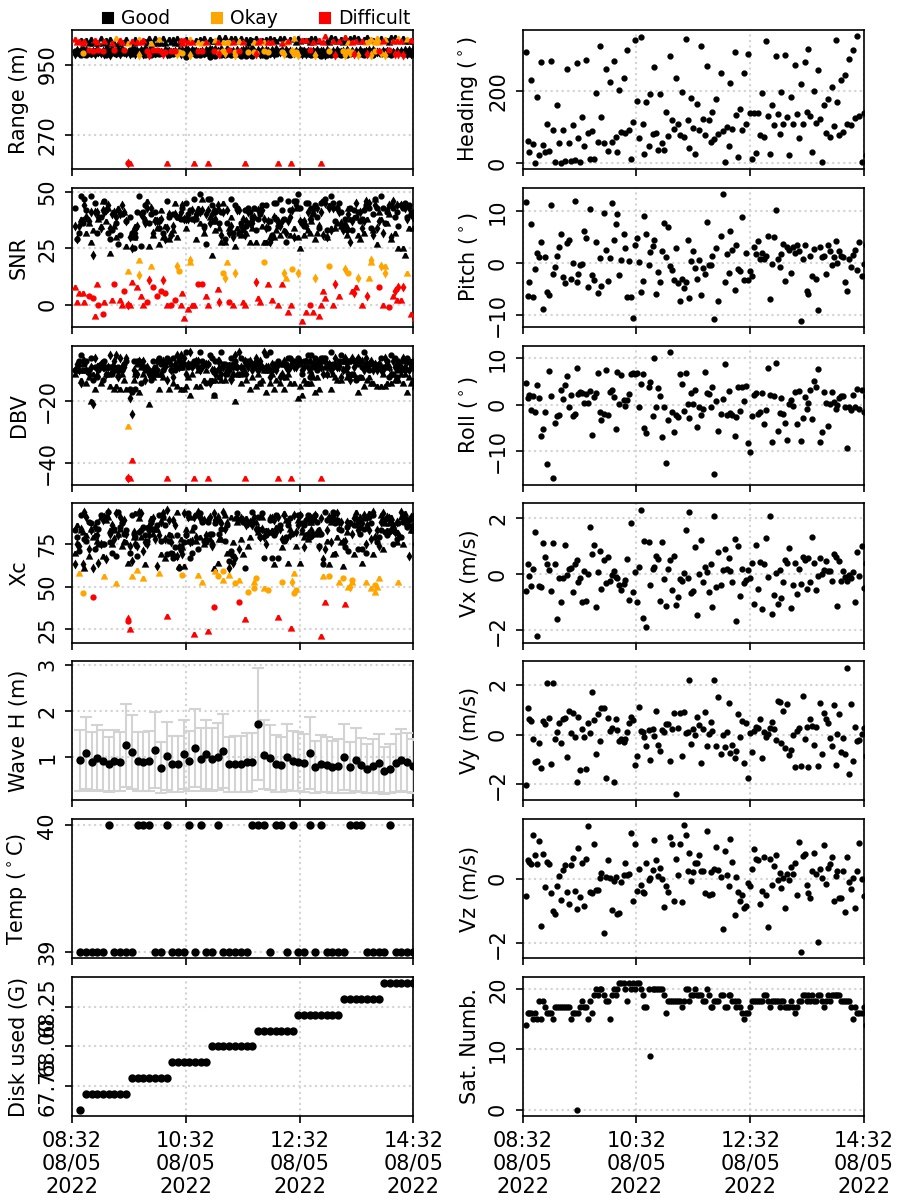 Good Okay Difficult
Range (m)
950
270
Heading (°)
200
0
SNR
50
25
0
Pitch (°)
10
0
−10
DBV
−20
−40
Roll (°)
10
0
−10
Xc
75
50
25
Vx (m/s)
2
0
−2
Wave H (m)
3
2
1
Vy (m/s)
2
0
−2
Temp (°C)
40
39
Vz (m/s)
0
−2
Disk used (G)
Sat. Numb.
20
10
0
08:32 10:32 12:32 14:32
08/05 08/05 08/05 08/05
2022 2022 2022 2022
08:32 10:32 12:32 14:32
08/05 08/05 08/05 08/05
2022 2022 2022 2022